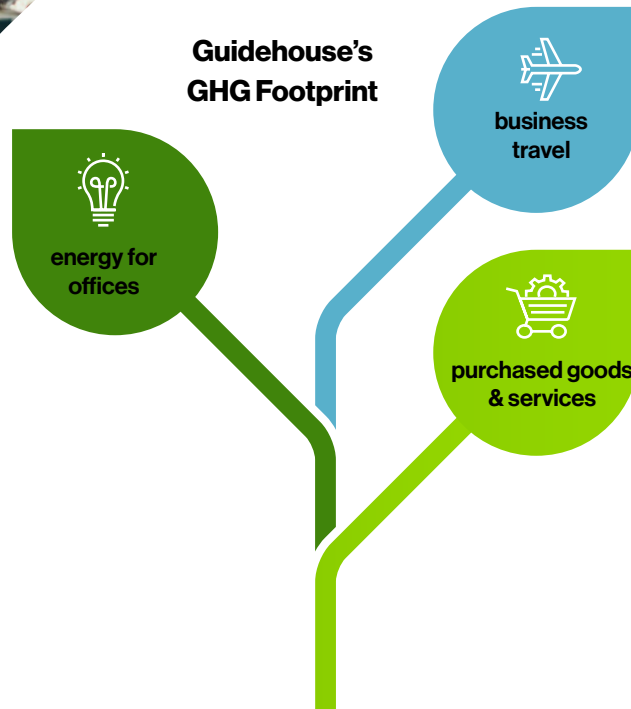 Guidehouse's
GHG Footprint
business
travel
energy for
offices
purchased goods
& services